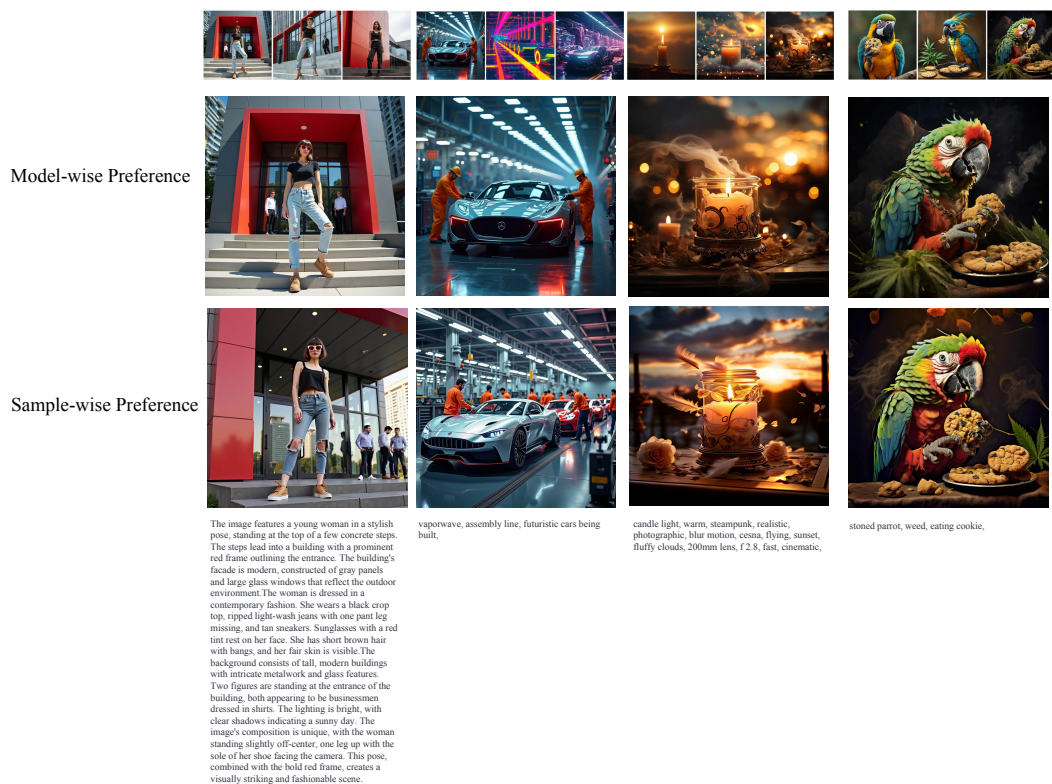 Model-wise Preference
Sample-wise Preference
The image features a young woman in a stylish
pose, standing at the top of a few concrete steps.
The steps lead into a building with a prominent
red frame outlining the entrance. The building's
facade is modern, constructed of gray panels
and large glass windows that reflect the outdoor
environment.The woman is dressed in a
contemporary fashion. She wears a black crop
top, ripped light-wash jeans with one pant leg
missing, and tan sneakers. Sunglasses with a red
tint rest on her face. She has short brown hair
with bangs, and her fair skin is visible.The
background consists of tall, modern buildings
with intricate metalwork and glass features.
Two figures are standing at the entrance of the
building, both appearing to be businessmen
dressed in shirts. The lighting is bright, with
clear shadows indicating a sunny day. The
image's composition is unique, with the woman
standing slightly off-center, one leg up with the
sole of her shoe facing the camera. This pose,
combined with the bold red frame, creates a
visually striking and fashionable scene.
vaporwave, assembly line, futuristic cars being
built,
candle light, warm, steampunk, realistic,
photographic, blur motion, cesna, flying, sunset,
fluffy clouds, 200mm lens, f 2.8, fast, cinematic,
stoned parrot, weed, eating cookie,